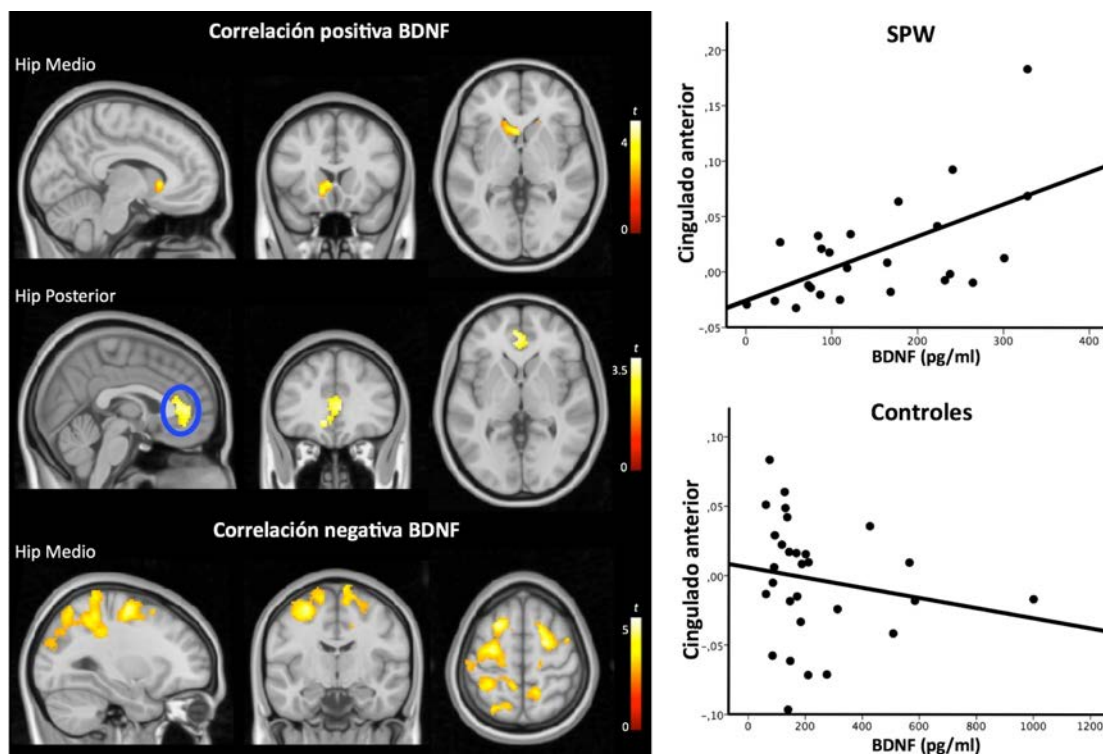 Correlación positiva BDNF
Hip Medio
t
4
0
Hip Posterior
t
3.5
0
Correlación negativa BDNF
Hip Medio
t
5
0
SPW
Cingulado anterior
,20
,15
,10
,05
,00
-,05
0
100
200
300
400
BDNF (pg/ml)
Controles
Cingulado anterior
,10
,05
,00
-,05
-,10
0
200
400
600
800
1000
1200
BDNF (pg/ml)